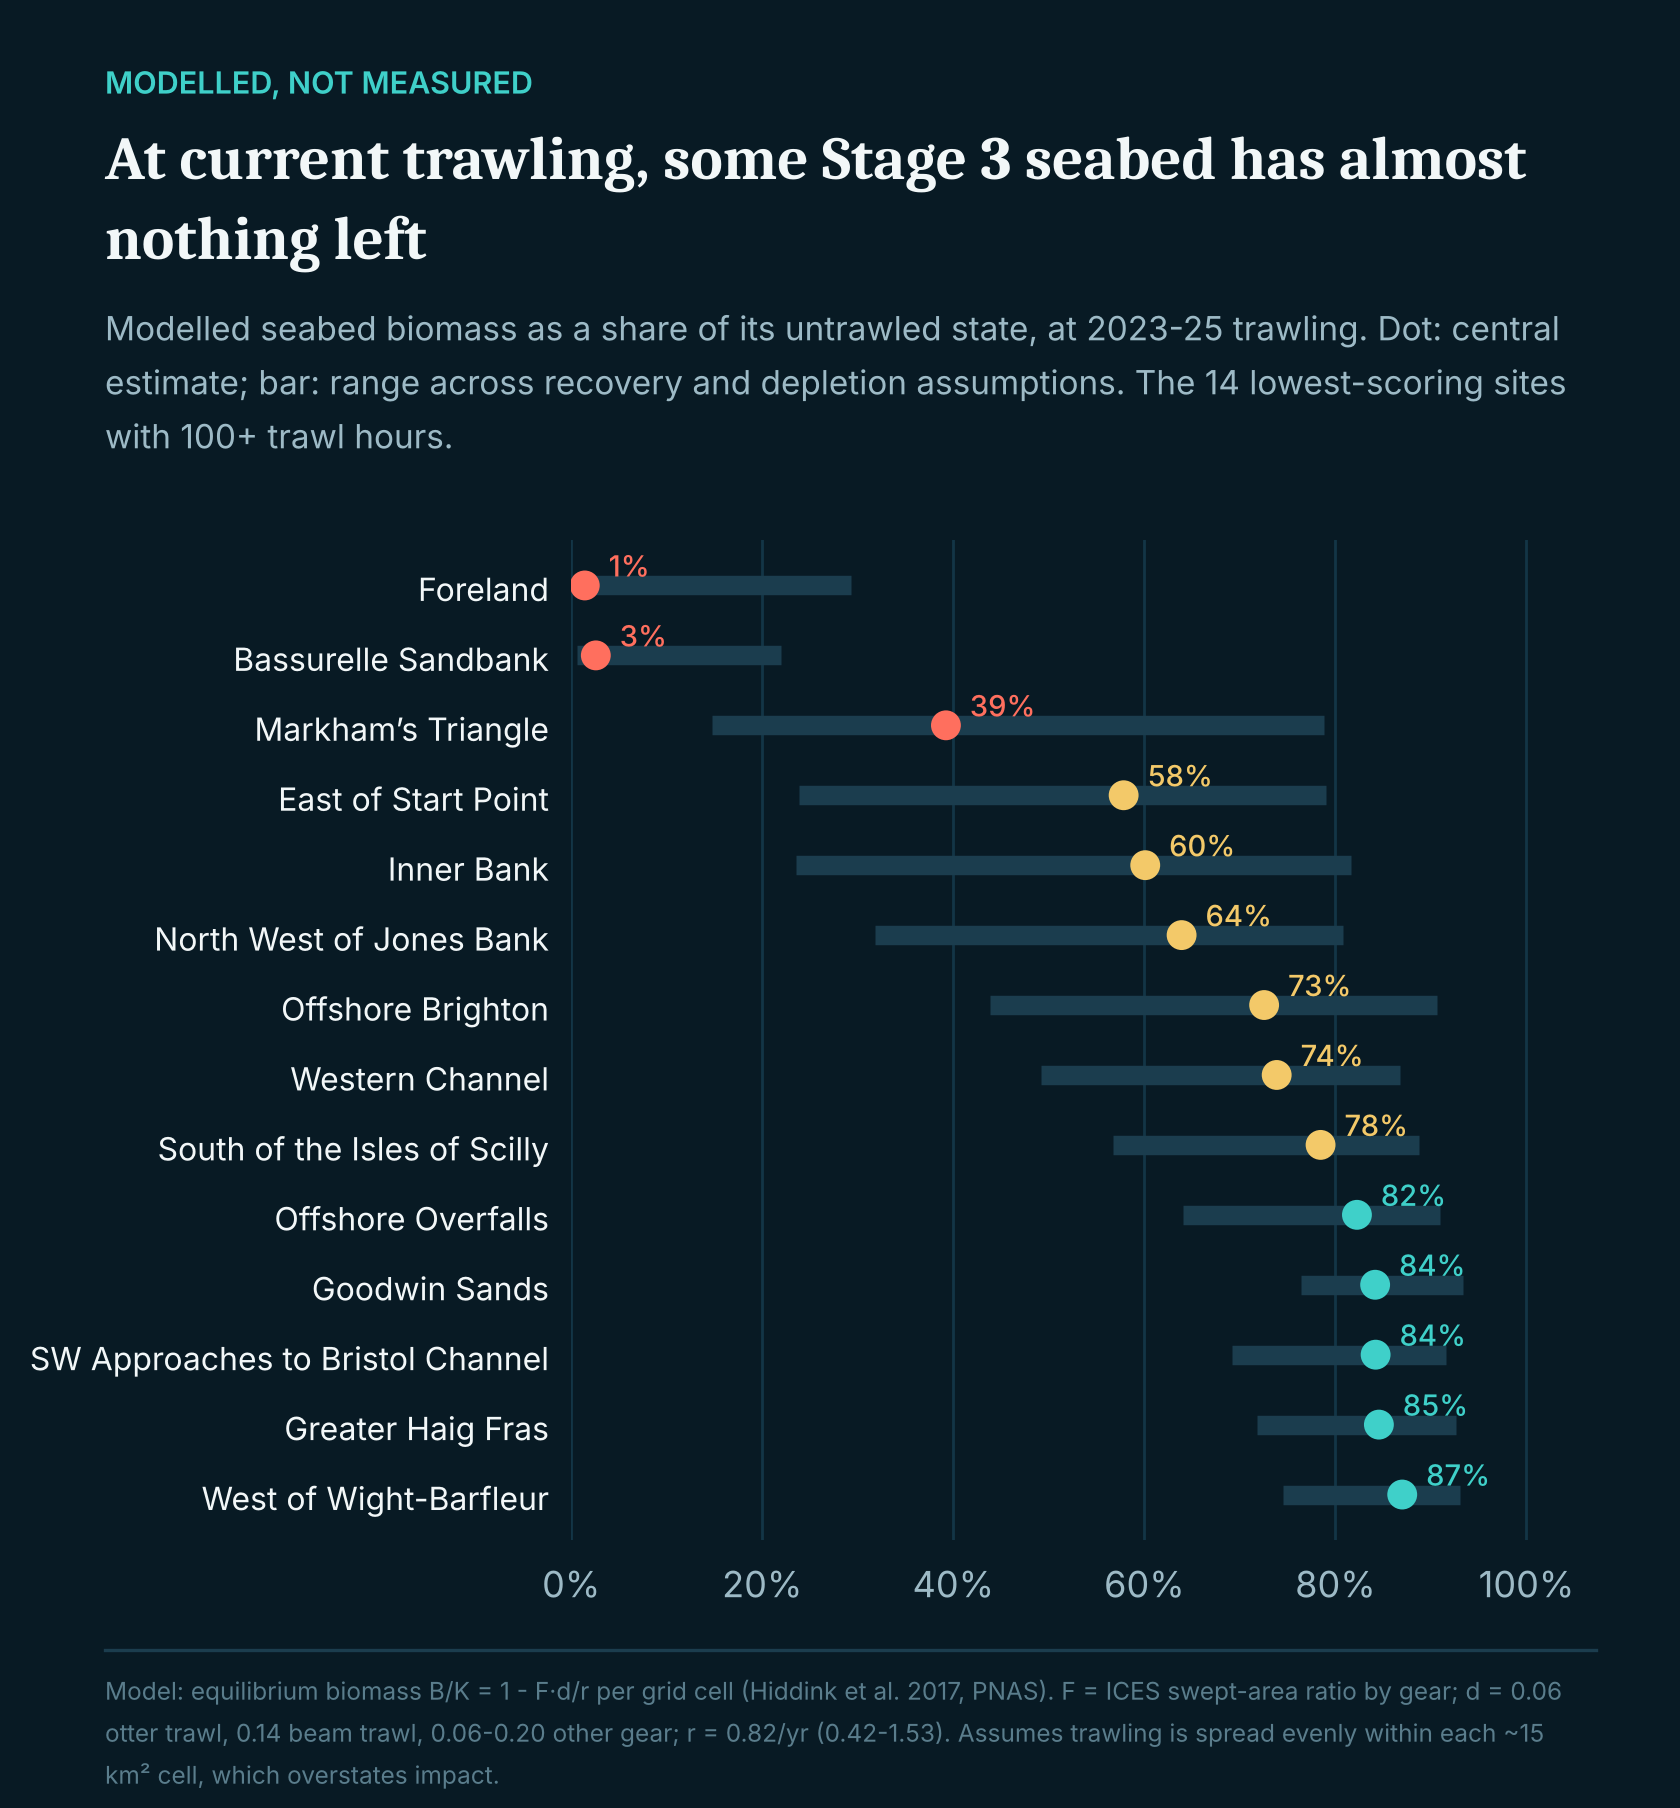 MODELLED, NOT MEASURED
At current trawling, some Stage 3 seabed has almost
nothing left
Modelled seabed biomass as a share of its untrawled state, at 2023-25 trawling. Dot: central
estimate; bar: range across recovery and depletion assumptions. The 14 lowest-scoring sites
with 100+ trawl hours.
Foreland 1%
Bassurelle Sandbank 3%
Markham’s Triangle 39%
East of Start Point 58%
Inner Bank 60%
North West of Jones Bank 64%
Offshore Brighton 73%
Western Channel 74%
South of the Isles of Scilly 78%
Offshore Overfalls 82%
Goodwin Sands 84%
SW Approaches to Bristol Channel 84%
Greater Haig Fras 85%
West of Wight-Barfleur 87%
0% 20% 40% 60% 80% 100%
Model: equilibrium biomass B/K = 1 - F·d/r per grid cell (Hiddink et al. 2017, PNAS). F = ICES swept-area ratio by gear; d = 0.06
otter trawl, 0.14 beam trawl, 0.06-0.20 other gear; r = 0.82/yr (0.42-1.53). Assumes trawling is spread evenly within each ~15
km² cell, which overstates impact.